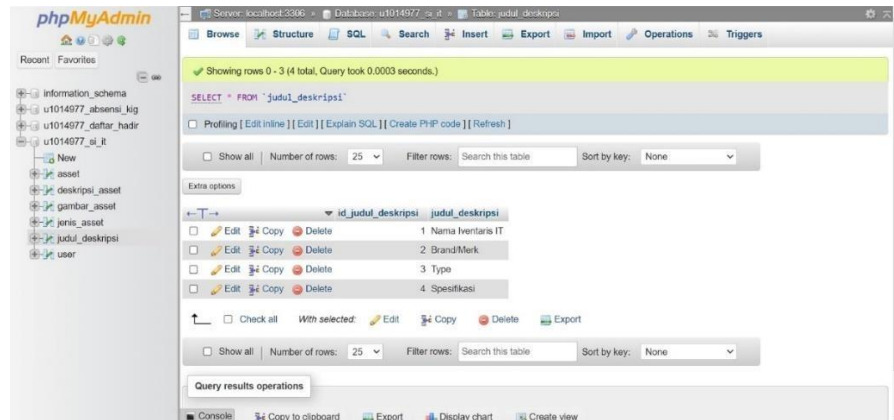 phpMyAdmin
Recent Favorites
information_schema
u1014977_absensi_kig
u1014977_daftar_hadir
u1014977_si_it
New
asset
deskripsi_asset
gambar_asset
jenis_asset
judul_deskripsi
user
Server: localhost:3306 » Database: u1014977_si_it » Table: judul_deskripsi
Browse Structure SQL Search Insert Export Import Operations Triggers
Showing rows 0 - 3 (4 total, Query took 0.0003 seconds.)
SELECT * FROM `judul_deskripsi`
Profiling [ Edit inline ] [ Edit ] [ Explain SQL ] [ Create PHP code ] [ Refresh ]
Show all | Number of rows: 25 Filter rows: Search this table Sort by key: None
Extra options
←T→ id_judul_deskripsi judul_deskripsi
Edit Copy Delete 1 Nama Iventaris IT
Edit Copy Delete 2 Brand/Merk
Edit Copy Delete 3 Type
Edit Copy Delete 4 Spesifikasi
Check all With selected: Edit Copy Delete Export
Show all | Number of rows: 25 Filter rows: Search this table Sort by key: None
Query results operations
Console Copy to clipboard Export Display chart Create view